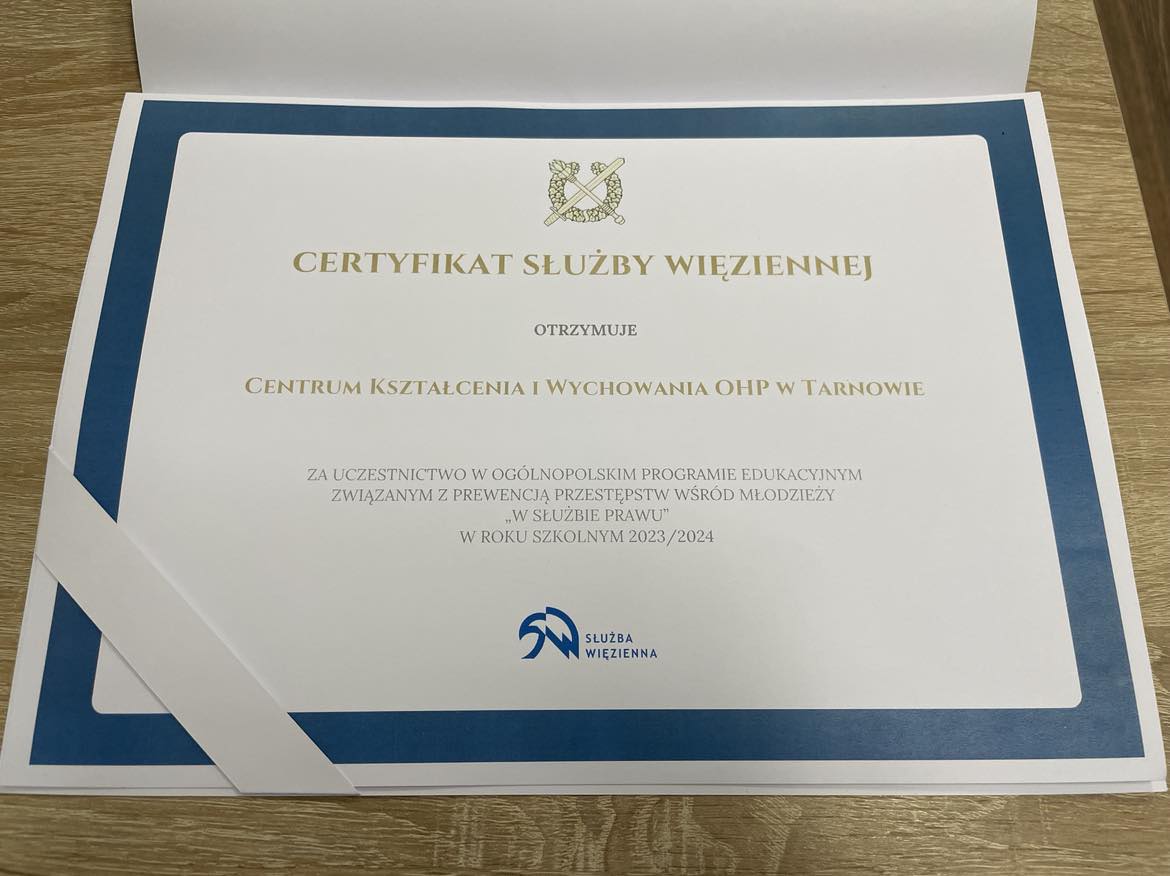 CERTYFIKAT SŁUŻBY WIĘZIENNEJ
OTRZYMUJE
CENTRUM KSZTAŁCENIA I WYCHOWANIA OHP W TARNOWIE
ZA UCZESTNICTWO W OGÓLNOPOLSKIM PROGRAMIE EDUKACYJNYM
ZWIĄZANYM Z PREWENCJĄ PRZESTĘPSTW WŚRÓD MŁODZIEŻY
„W SŁUŻBIE PRAWU”
W ROKU SZKOLNYM 2023/2024
SŁUŻBA
WIĘZIENNA